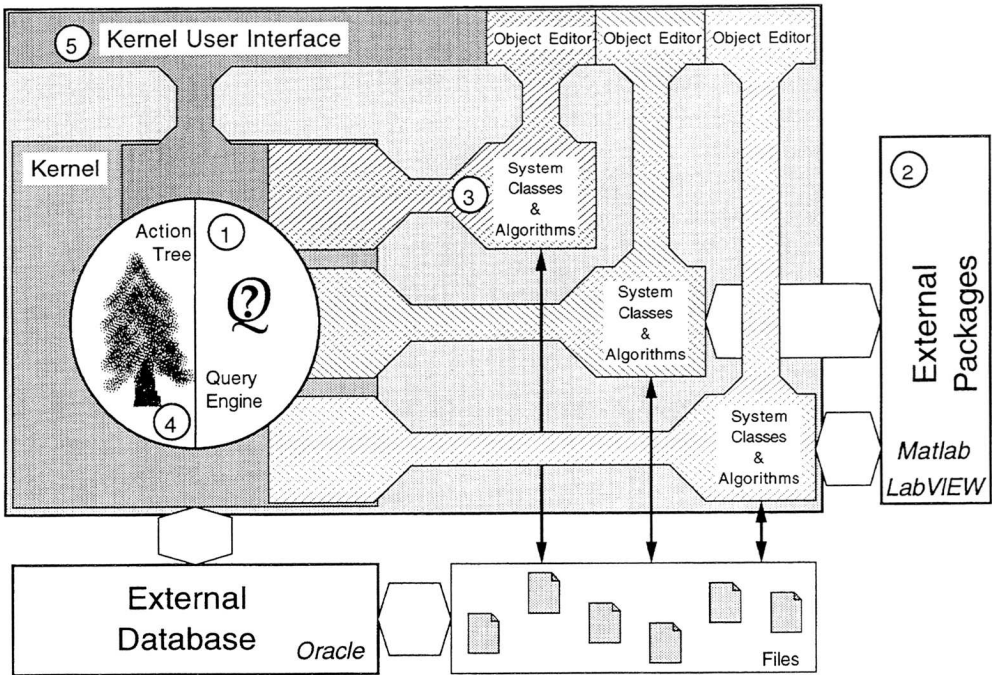 5 Kernel User Interface
Object Editor
Object Editor
Object Editor
Kernel
Action
Tree
1
Q?
Query
Engine
4
3
System
Classes
&
Algorithms
System
Classes
&
Algorithms
System
Classes
&
Algorithms
2
External
Packages
Matlab
LabVIEW
External
Database
Oracle
Files